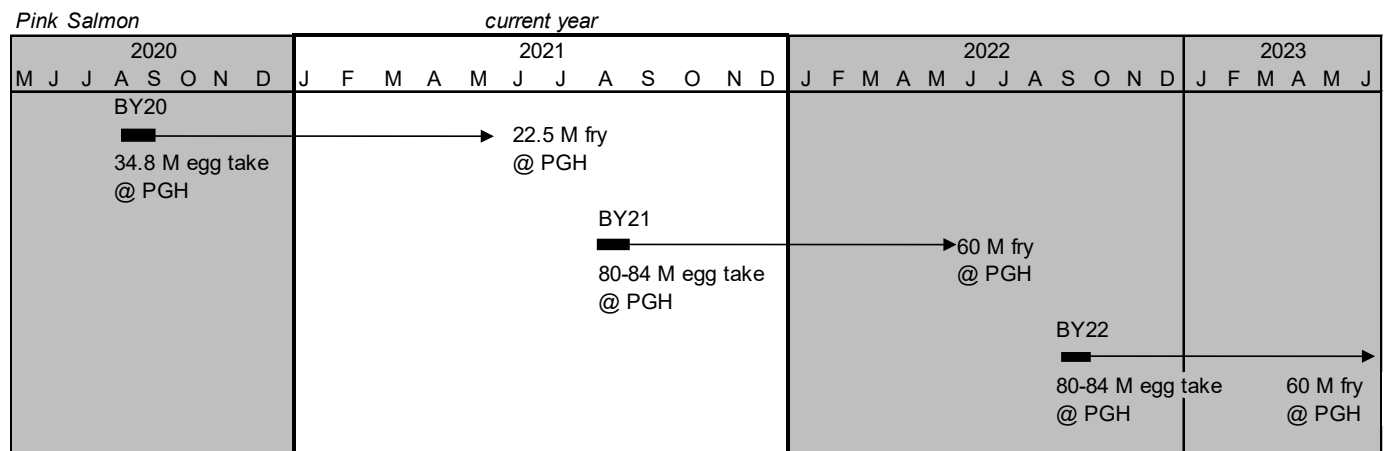 Pink Salmon current year
2020 2021 2022 2023
M J J A S O N D J F M A M J J A S O N D J F M A M J J A S O N D J F M A M J
BY20
22.5 M fry
34.8 M egg take @ PGH
@ PGH
BY21
60 M fry
80-84 M egg take @ PGH
@ PGH
BY22
80-84 M egg take 60 M fry
@ PGH @ PGH